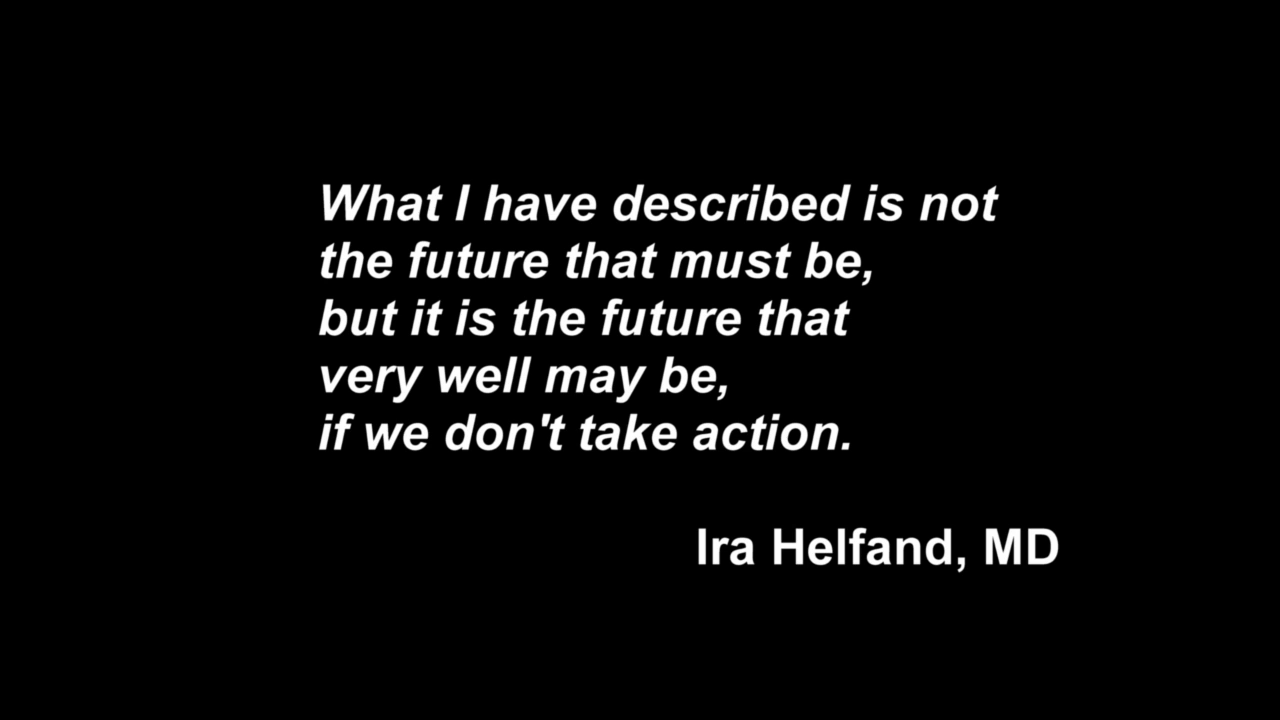 What I have described is not
the future that must be,
but it is the future that
very well may be,
if we don't take action.
Ira Helfand, MD